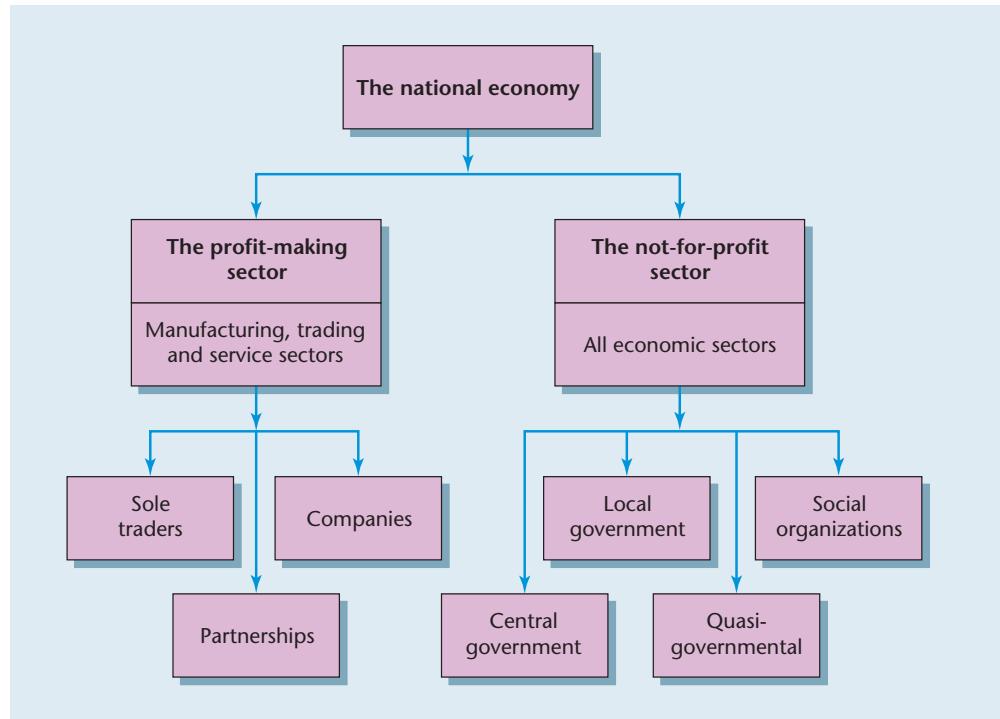 The national economy
The profit-making
sector
Manufacturing, trading
and service sectors
The not-for-profit
sector
All economic sectors
Sole
traders
Companies
Partnerships
Local
government
Social
organizations
Central
government
Quasi-
governmental